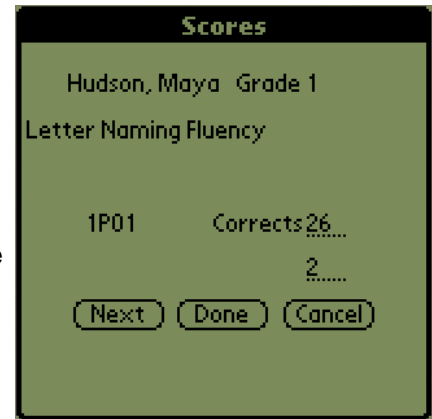 Scores
Hudson, Maya Grade 1
Letter Naming Fluency
1P01 Corrects 26
e
2
Next Done Cancel